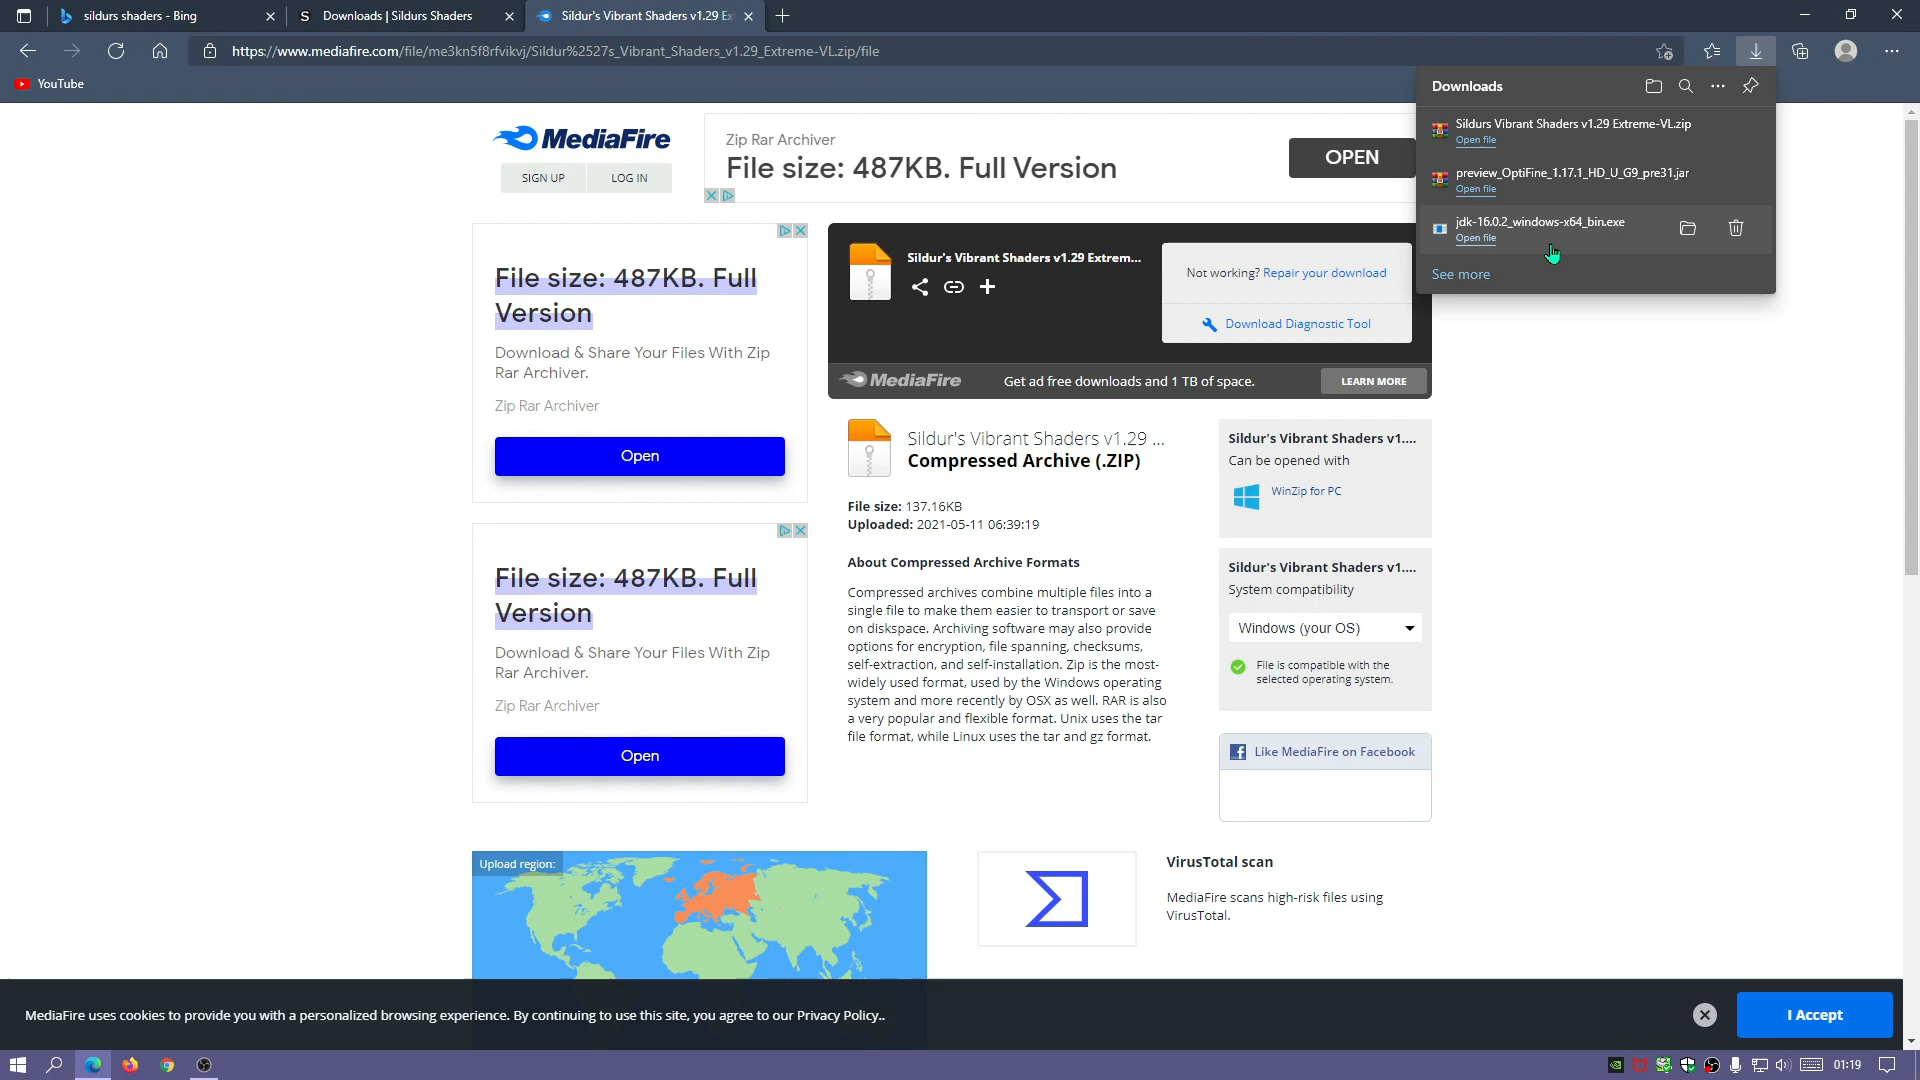 sildurs shaders - Bing
S Downloads | Sildurs Shaders
Sildur's Vibrant Shaders v1.29 Ex
https://www.mediafire.com/file/me3kn5f8rfvikvj/Sildur%2527s_Vibrant_Shaders_v1.29_Extreme-VL.zip/file
YouTube
Downloads
Sildurs Vibrant Shaders v1.29 Extreme-VL.zip
Open file
preview_OptiFine_1.17.1_HD_U_G9_pre31.jar
Open file
jdk-16.0.2_windows-x64_bin.exe
Open file
See more
MediaFire
SIGN UP
LOG IN
Zip Rar Archiver
File size: 487KB. Full Version
OPEN
File size: 487KB. Full
Version
Download & Share Your Files With Zip
Rar Archiver.
Zip Rar Archiver
Open
File size: 487KB. Full
Version
Download & Share Your Files With Zip
Rar Archiver.
Zip Rar Archiver
Open
Sildur's Vibrant Shaders v1.29 Extrem...
Not working? Repair your download
Download Diagnostic Tool
MediaFire
Get ad free downloads and 1 TB of space.
LEARN MORE
Sildur's Vibrant Shaders v1.29 ...
Compressed Archive (.ZIP)
File size: 137.16KB
Uploaded: 2021-05-11 06:39:19
About Compressed Archive Formats
Compressed archives combine multiple files into a
single file to make them easier to transport or save
on diskspace. Archiving software may also provide
options for encryption, file spanning, checksums,
self-extraction, and self-installation. Zip is the most-
widely used format, used by the Windows operating
system and more recently by OSX as well. RAR is also
a very popular and flexible format. Unix uses the tar
file format, while Linux uses the tar and gz format.
Sildur's Vibrant Shaders v1....
Can be opened with
WinZip for PC
Sildur's Vibrant Shaders v1....
System compatibility
Windows (your OS)
File is compatible with the
selected operating system.
Like MediaFire on Facebook
Upload region:
VirusTotal scan
MediaFire scans high-risk files using
VirusTotal.
MediaFire uses cookies to provide you with a personalized browsing experience. By continuing to use this site, you agree to our Privacy Policy..
I Accept
01:19